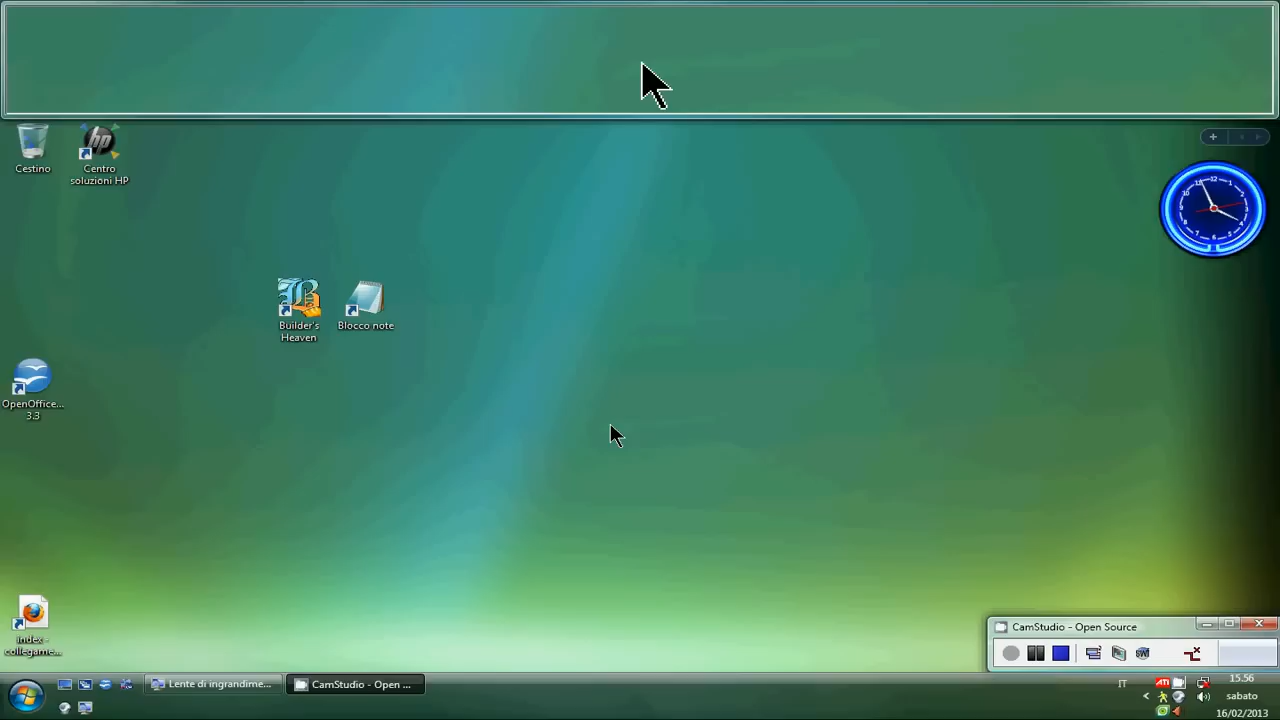 Cestino
Centro
soluzioni HP
Builder's
Heaven
Blocco note
OpenOffice...
3.3
index -
collegame...
CamStudio - Open Source
Lente di ingrandime...
CamStudio - Open ...
IT
15.56
sabato
16/02/2013